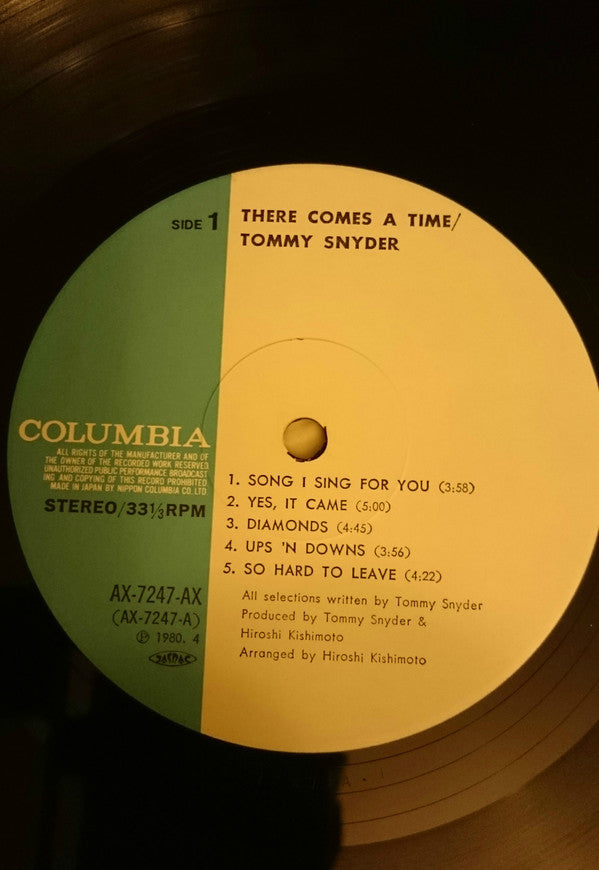 SIDE 1
THERE COMES A TIME/
TOMMY SNYDER
COLUMBIA
ALL RIGHTS OF THE MANUFACTURER AND OF
THE OWNER OF THE RECORDED WORK RESERVED
UNAUTHORIZED PUBLIC PERFORMANCE BROADCAST
ING AND COPYING OF THIS RECORD PROHIBITED
MADE IN JAPAN BY NIPPON COLUMBIA CO. LTD.
STEREO/33⅓RPM
AX-7247-AX
(AX-7247-A)
℗ 1980. 4
1. SONG I SING FOR YOU (3:58)
2. YES, IT CAME (5:00)
3. DIAMONDS (4:45)
4. UPS 'N DOWNS (3:56)
5. SO HARD TO LEAVE (4:22)
All selections written by Tommy Snyder
Produced by Tommy Snyder &
Hiroshi Kishimoto
Arranged by Hiroshi Kishimoto